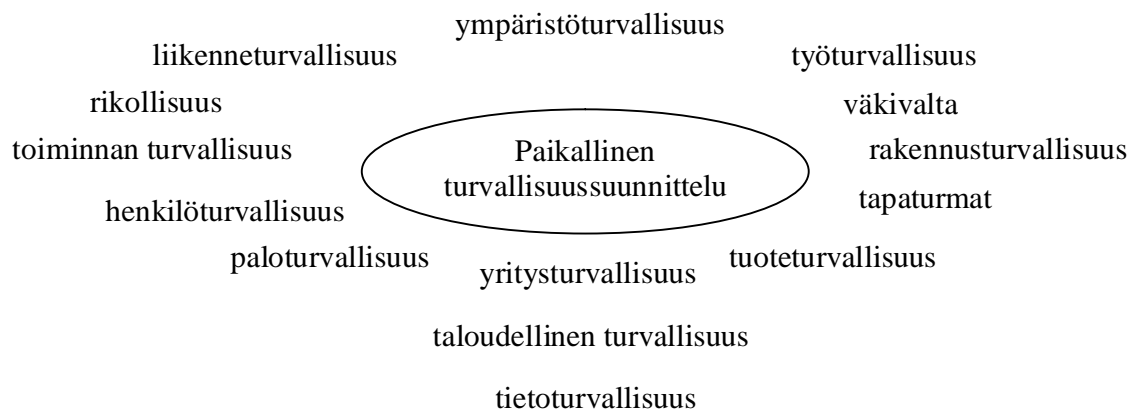 ympäristöturvallisuus
liikenneturvallisuus
työturvallisuus
rikollisuus
väkivalta
toiminnan turvallisuus
Paikallinen
turvallisuussuunnittelu
rakennusturvallisuus
henkilöturvallisuus
tapaturmat
paloturvallisuus
yritysturvallisuus
tuoteturvallisuus
taloudellinen turvallisuus
tietoturvallisuus